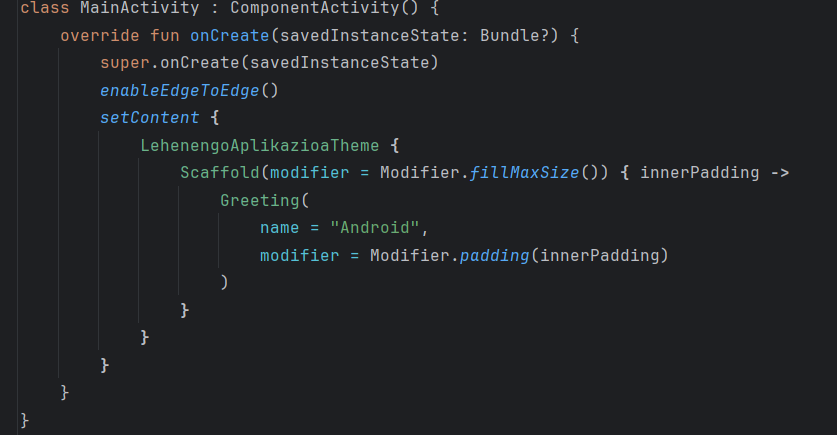 class MainActivity : ComponentActivity() {
override fun onCreate(savedInstanceState: Bundle?) {
super.onCreate(savedInstanceState)
enableEdgeToEdge()
setContent {
LehenengoAplikazioaTheme {
Scaffold(modifier = Modifier.fillMaxSize()) { innerPadding ->
Greeting(
name = "Android",
modifier = Modifier.padding(innerPadding)
)
}
}
}
}
}